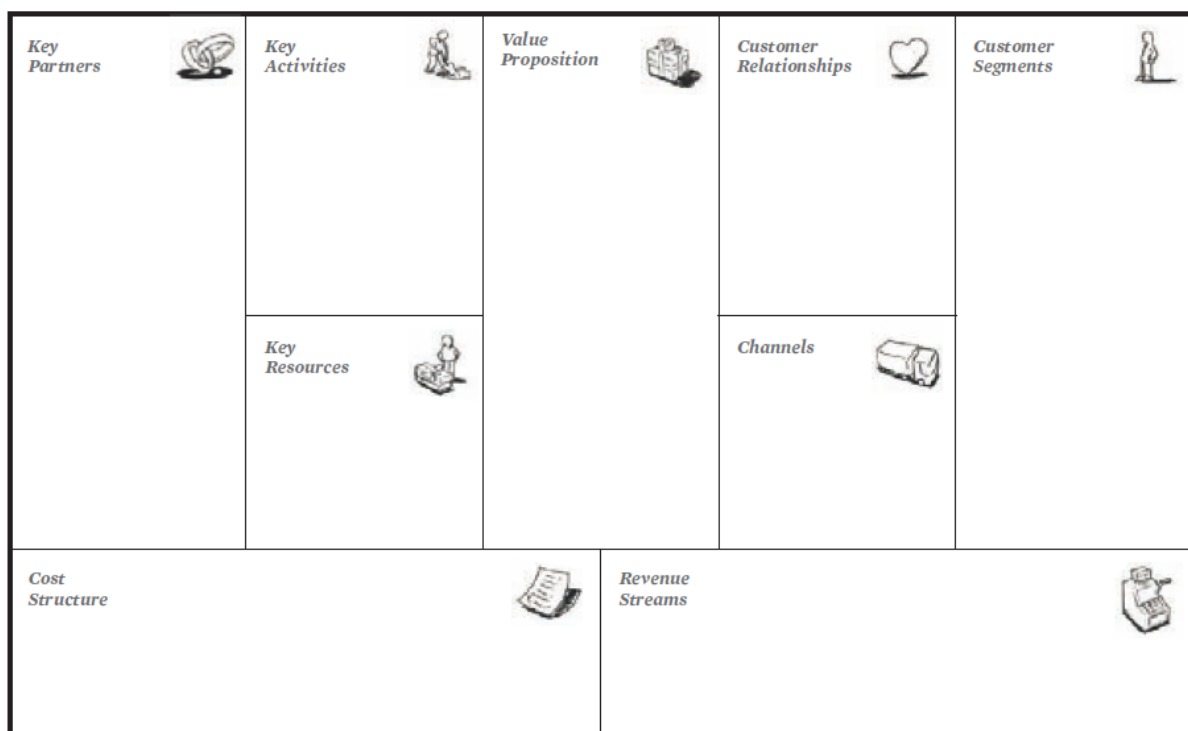 Key
Partners
Key
Activities
Value
Proposition
Customer
Relationships
Customer
Segments
Key
Resources
Channels
Cost
Structure
Revenue
Streams